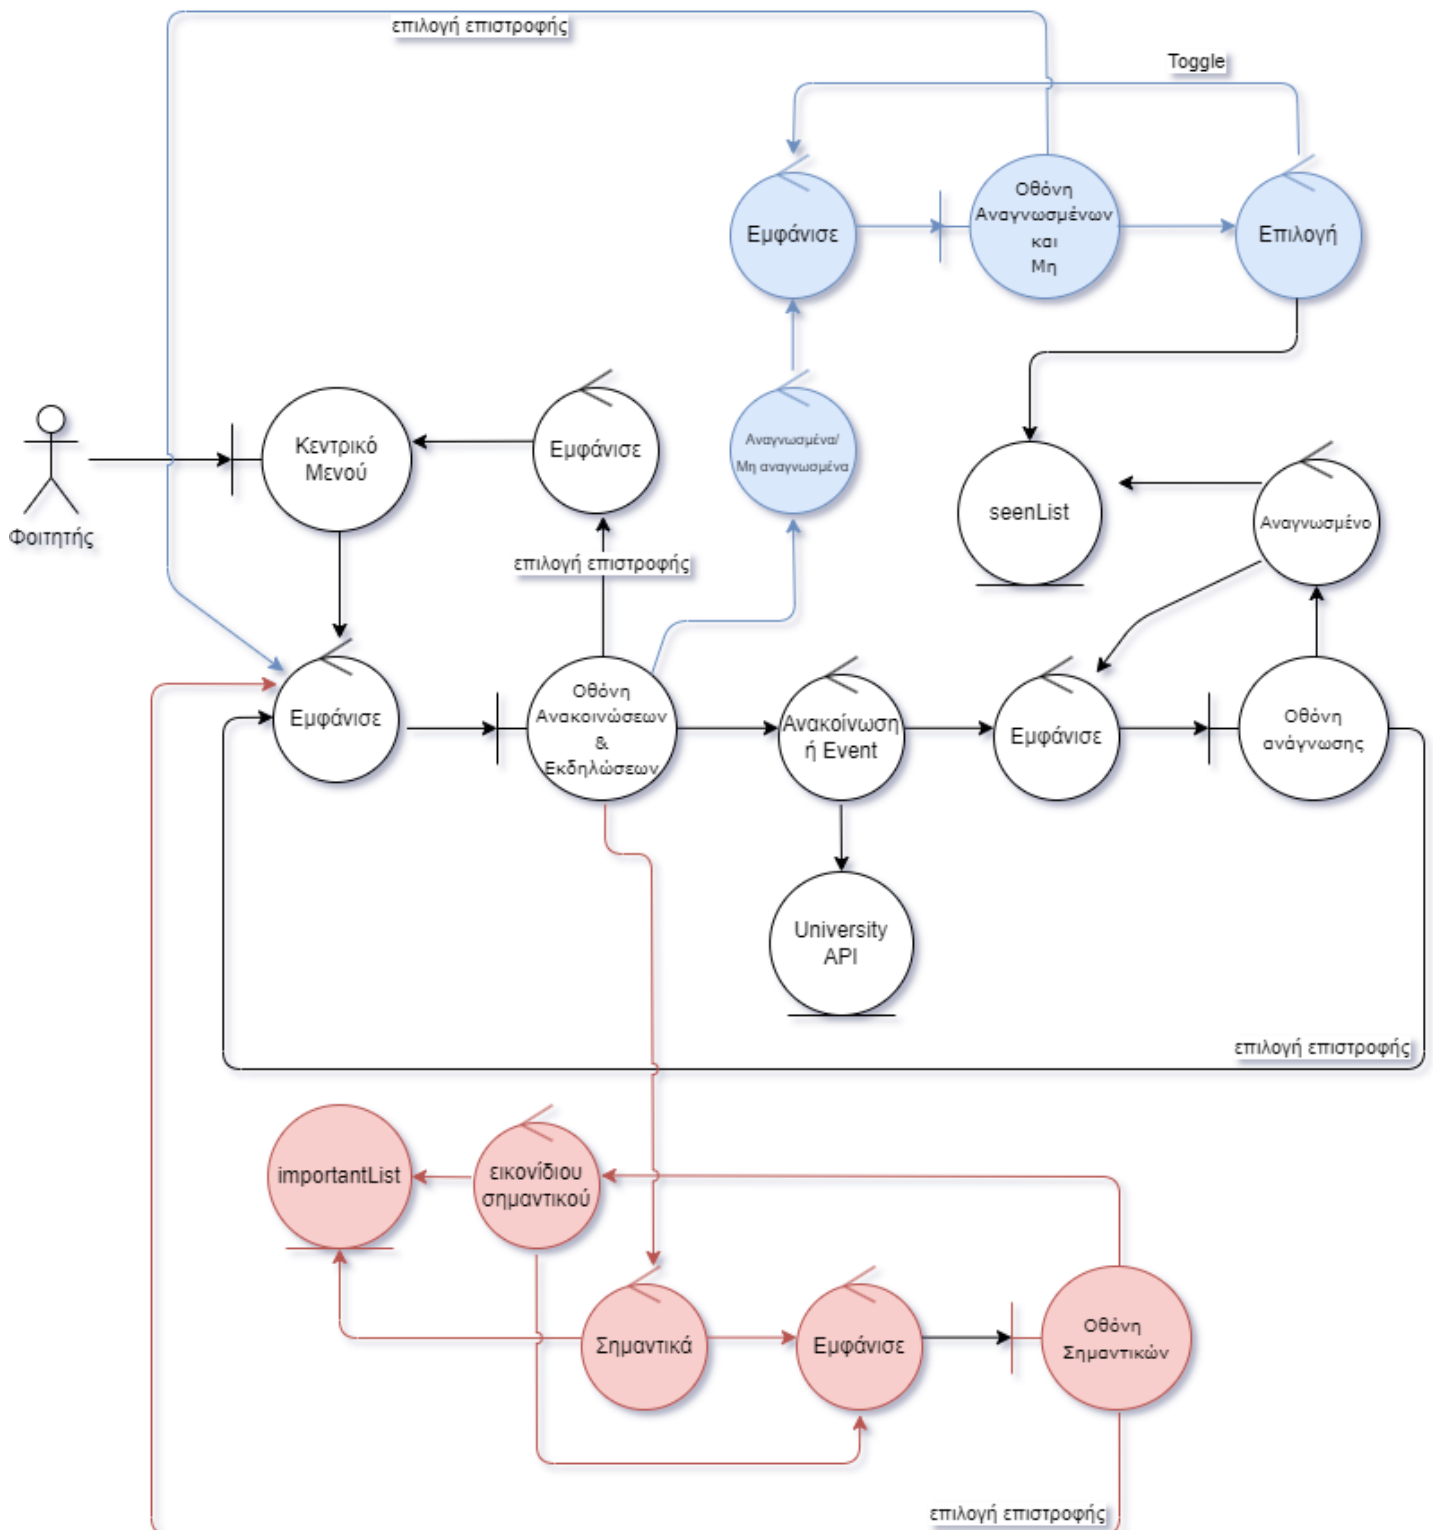 επιλογή επιστροφής
Toggle
Εμφάνισε
Οθόνη
Αναγνωσμένων
και
Μη
Επιλογή
Φοιτητής
Κεντρικό
Μενού
Εμφάνισε
Αναγνωσμένα/
Μη αναγνωσμένα
seenList
Αναγνωσμένο
επιλογή επιστροφής
Εμφάνισε
Οθόνη
Ανακοινώσεων
&
Εκδηλώσεων
Ανακοίνωση
ή Event
Εμφάνισε
Οθόνη
ανάγνωσης
University
API
επιλογή επιστροφής
importantList
εικονίδιου
σημαντικού
Σημαντικά
Εμφάνισε
Οθόνη
Σημαντικών
επιλογή επιστροφής